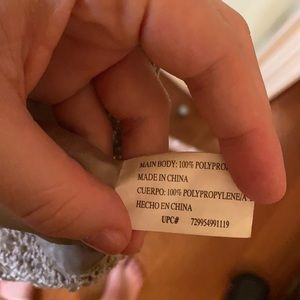 MAIN BODY: 100% POLYPRO
MADE IN CHINA
CUERPO: 100% POLYPROPYLENE/A
HECHO EN CHINA
UPC# 729954991119